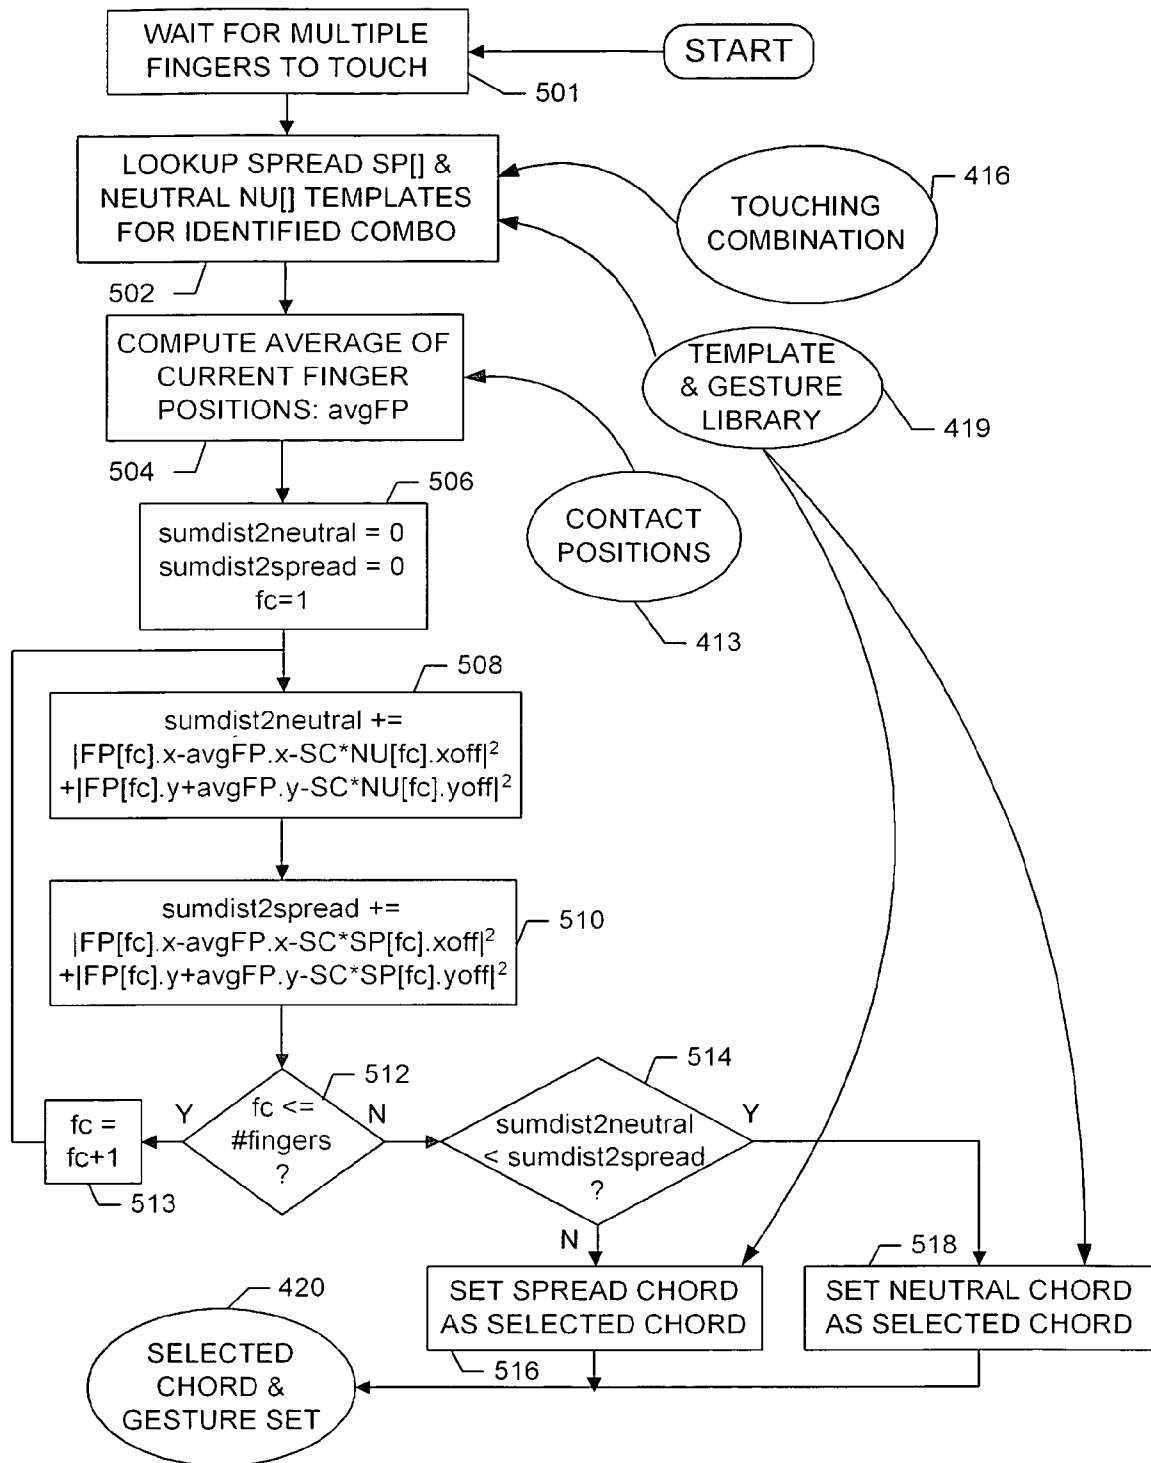 WAIT FOR MULTIPLE
FINGERS TO TOUCH
START
501
LOOKUP SPREAD SP[] &
NEUTRAL NU[] TEMPLATES
FOR IDENTIFIED COMBO
502
TOUCHING
COMBINATION
416
COMPUTE AVERAGE OF
CURRENT FINGER
POSITIONS: avgFP
504
TEMPLATE
& GESTURE
LIBRARY
419
506
sumdist2neutral = 0
sumdist2spread = 0
fc=1
CONTACT
POSITIONS
413
508
sumdist2neutral +=
|FP[fc].x-avgFP.x-SC*NU[fc].xoff|²
+|FP[fc].y+avgFP.y-SC*NU[fc].yoff|²
sumdist2spread +=
|FP[fc].x-avgFP.x-SC*SP[fc].xoff|²
+|FP[fc].y+avgFP.y-SC*SP[fc].yoff|²
510
512
fc <=
#fingers
?
Y
N
fc =
fc+1
513
514
sumdist2neutral
< sumdist2spread
?
Y
N
SET SPREAD CHORD
AS SELECTED CHORD
516
518
SET NEUTRAL CHORD
AS SELECTED CHORD
420
SELECTED
CHORD &
GESTURE SET